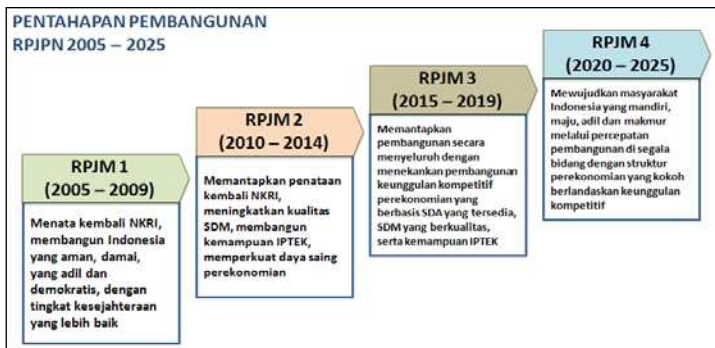 PENTAHAPAN PEMBANGUNAN
RPJPN 2005 – 2025
RPJM 1
(2005 – 2009)
Menata kembali NKRI,
membangun Indonesia
yang aman, damai,
yang adil dan
demokratis, dengan
tingkat kesejahteraan
yang lebih baik
RPJM 2
(2010 – 2014)
Memantapkan penataan
kembali NKRI,
meningkatkan kualitas
SDM, membangun
kemampuan IPTEK,
memperkuat daya saing
perekonomian
RPJM 3
(2015 – 2019)
Memantapkan
pembangunan secara
menyeluruh dengan
menekankan pembangunan
keunggulan kompetitif
perekonomian yang
berbasis SDA yang tersedia,
SDM yang berkualitas,
serta kemampuan IPTEK
RPJM 4
(2020 – 2025)
Mewujudkan masyarakat
Indonesia yang mandiri,
maju, adil dan makmur
melalui percepatan
pembangunan di segala
bidang dengan struktur
perekonomian yang kokoh
berlandaskan keunggulan
kompetitif